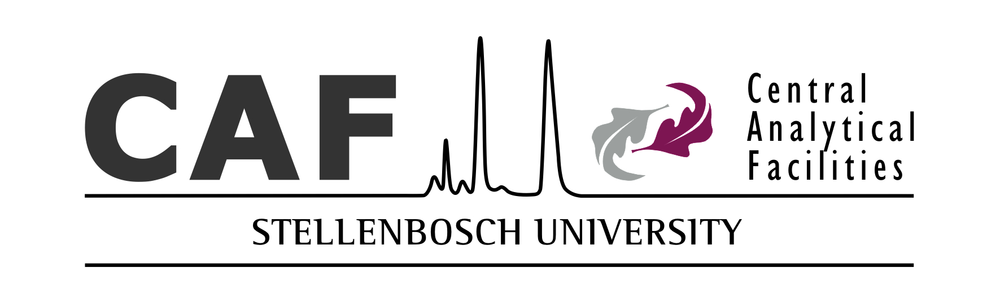 CAF
Central
Analytical
Facilities
STELLENBOSCH UNIVERSITY